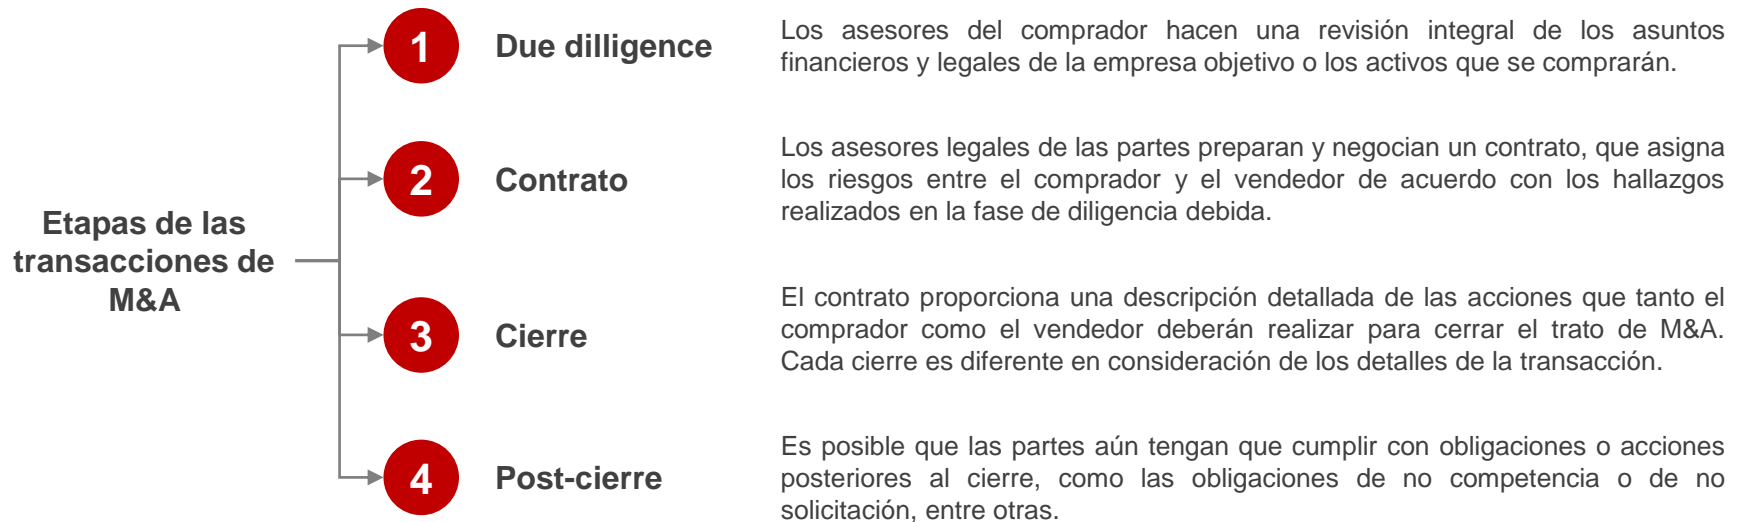 Etapas de las
transacciones de
M&A
1
Due dilligence
Los asesores del comprador hacen una revisión integral de los asuntos
financieros y legales de la empresa objetivo o los activos que se comprarán.
2
Contrato
Los asesores legales de las partes preparan y negocian un contrato, que asigna
los riesgos entre el comprador y el vendedor de acuerdo con los hallazgos
realizados en la fase de diligencia debida.
3
Cierre
El contrato proporciona una descripción detallada de las acciones que tanto el
comprador como el vendedor deberán realizar para cerrar el trato de M&A.
Cada cierre es diferente en consideración de los detalles de la transacción.
4
Post-cierre
Es posible que las partes aún tengan que cumplir con obligaciones o acciones
posteriores al cierre, como las obligaciones de no competencia o de no
solicitación, entre otras.